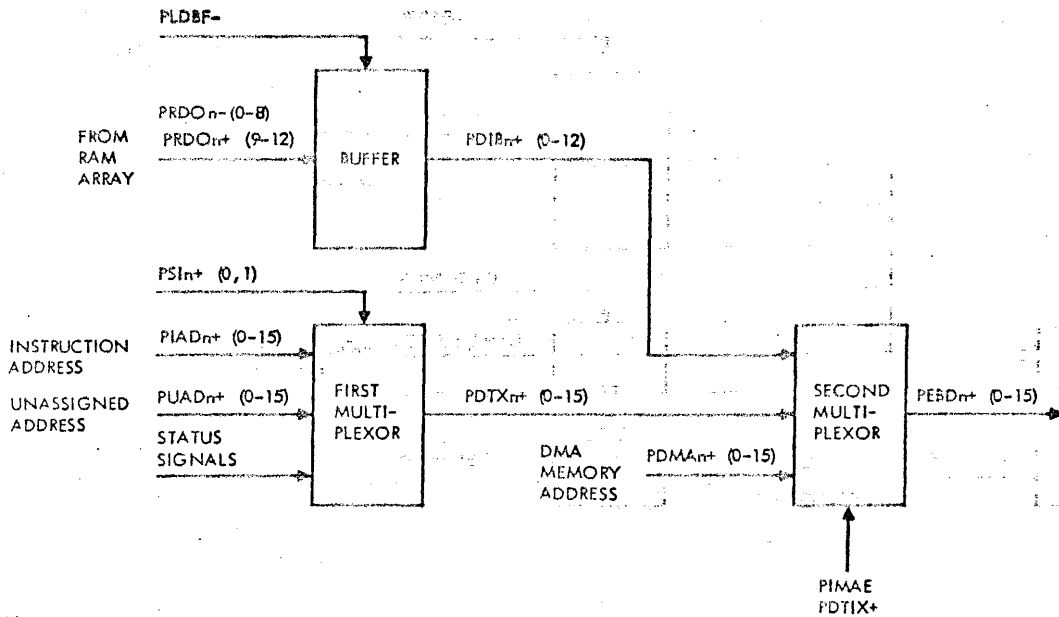 PLDBF-
PRDOn-(0-8)
FROM
RAM
ARRAY
PRDOn+ (9-12)
BUFFER
PDIBn+ (0-12)
PSIn+ (0,1)
INSTRUCTION
ADDRESS
PIADn+ (0-15)
UNASSIGNED
ADDRESS
PUADn+ (0-15)
STATUS
SIGNALS
FIRST
MULTI-
PLEXOR
PDTXn+ (0-15)
DMA
MEMORY
ADDRESS
PDMAn+ (0-15)
SECOND
MULTI-
PLEXOR
PEBDn+ (0-15)
PIMAE
PDTIX+